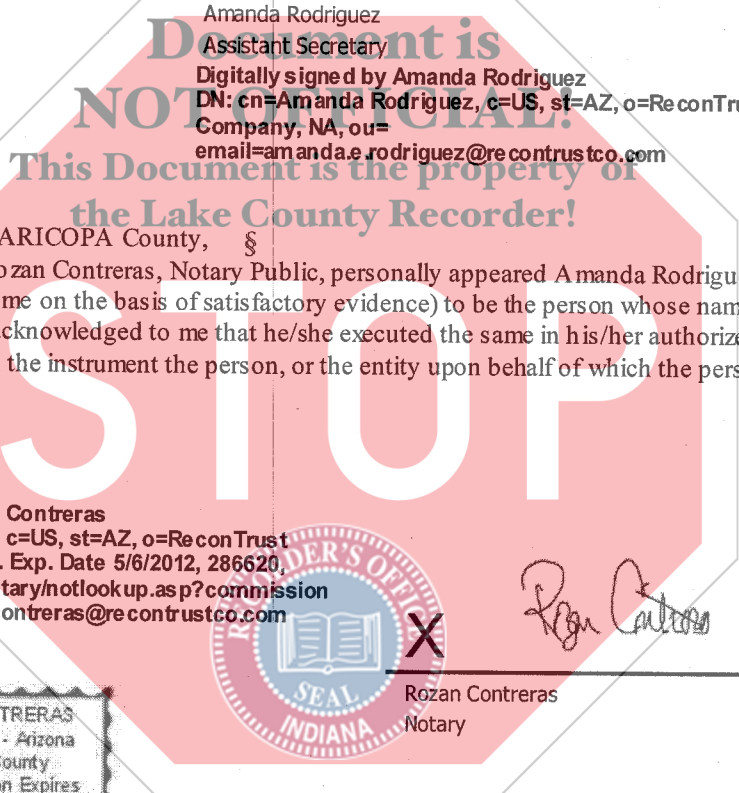 Amanda Rodriguez
Document is
Assistant Secretary
Digitally signed by Amanda Rodriguez
NOT OFFICIAL!
DN: cn=Amanda Rodriguez, c=US, st=AZ, o=ReconTru
Company, NA, ou=
email=amanda.e.rodriguez@recontrustco.com
This Document is the property of
the Lake County Recorder!
ARICOPA County, §
ozan Contreras, Notary Public, personally appeared Amanda Rodrigu
me on the basis of satisfactory evidence) to be the person whose nam
cknowledged to me that he/she executed the same in his/her authorize
the instrument the person, or the entity upon behalf of which the pers
STOP
Contreras
c=US, st=AZ, o=ReconTrust
. Exp. Date 5/6/2012, 286620,
tary/notlookup.asp?commission
ontreras@recontrustco.com
RECORDER'S OFFICE
SEAL
INDIANA
X
Rozan Contreras
Rozan Contreras
Notary
TRERAS
- Arizona
County
n Expires